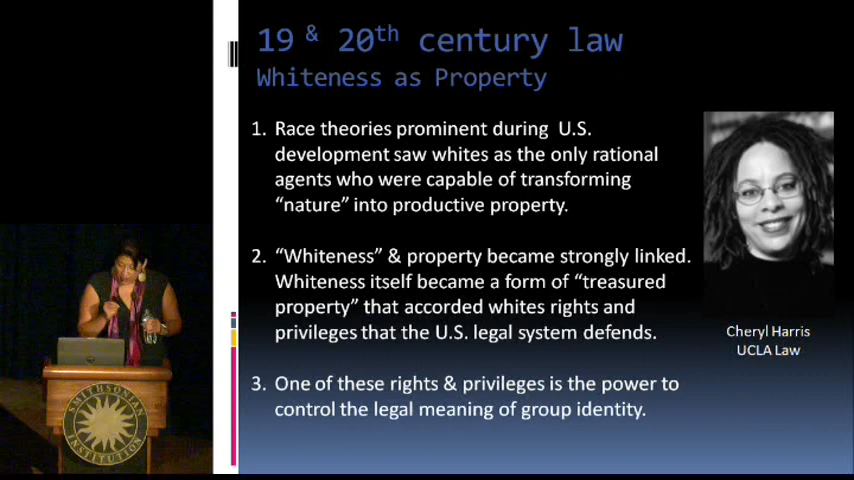 19 & 20th century law
Whiteness as Property
1. Race theories prominent during U.S.
development saw whites as the only rational
agents who were capable of transforming
“nature” into productive property.
2. “Whiteness” & property became strongly linked.
Whiteness itself became a form of “treasured
property” that accorded whites rights and
privileges that the U.S. legal system defends.
3. One of these rights & privileges is the power to
control the legal meaning of group identity.
Cheryl Harris
UCLA Law
SMITHSONIAN
INSTITUTION